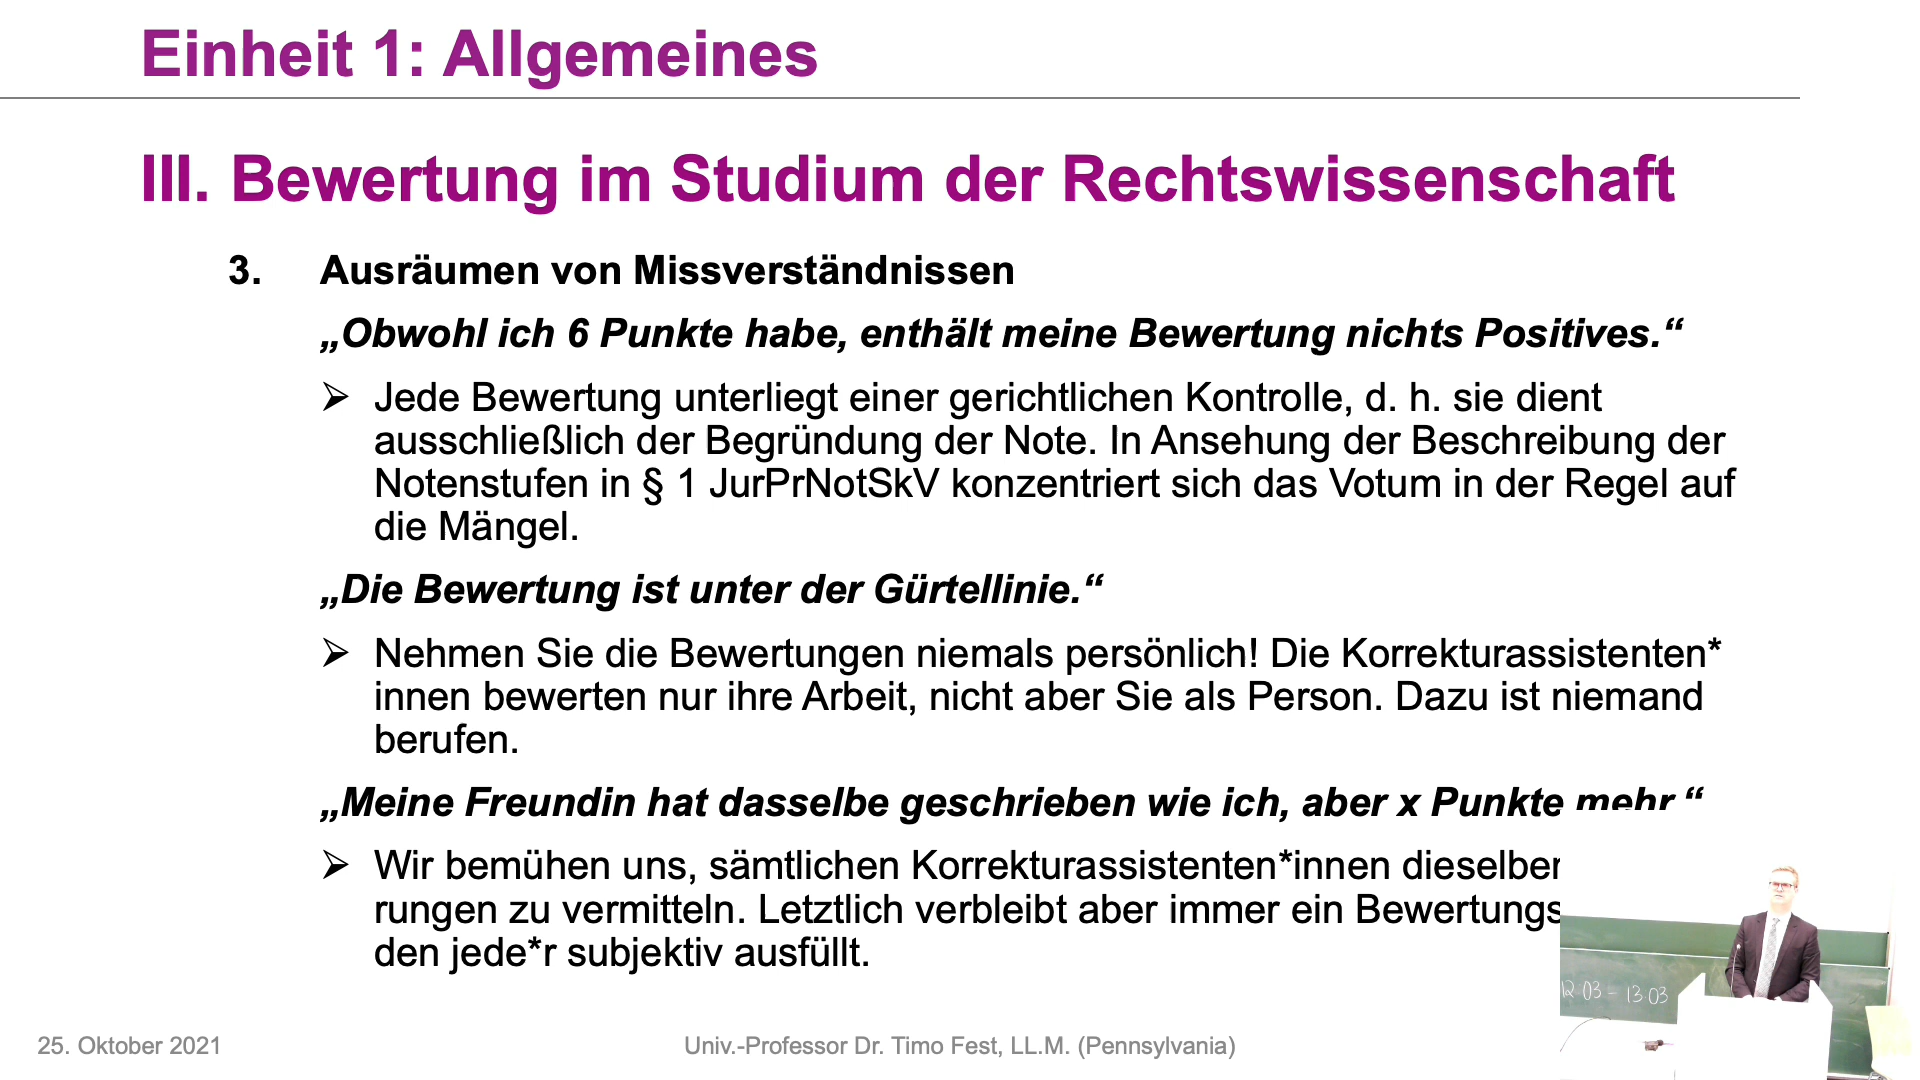 Einheit 1: Allgemeines
III. Bewertung im Studium der Rechtswissenschaft
3. Ausräumen von Missverständnissen
„Obwohl ich 6 Punkte habe, enthält meine Bewertung nichts Positives.“
➢ Jede Bewertung unterliegt einer gerichtlichen Kontrolle, d. h. sie dient
ausschließlich der Begründung der Note. In Ansehung der Beschreibung der
Notenstufen in § 1 JurPrNotSkV konzentriert sich das Votum in der Regel auf
die Mängel.
„Die Bewertung ist unter der Gürtellinie.“
➢ Nehmen Sie die Bewertungen niemals persönlich! Die Korrekturassistenten*
innen bewerten nur ihre Arbeit, nicht aber Sie als Person. Dazu ist niemand
berufen.
„Meine Freundin hat dasselbe geschrieben wie ich, aber x Punkte mehr.“
➢ Wir bemühen uns, sämtlichen Korrekturassistenten*innen
rungen zu vermitteln. Letztlich verbleibt aber immer ein
den jede*r subjektiv ausfüllt.
12:03 – 13:03
25. Oktober 2021
Univ.-Professor Dr. Timo Fest, LL.M. (Pennsylvania)